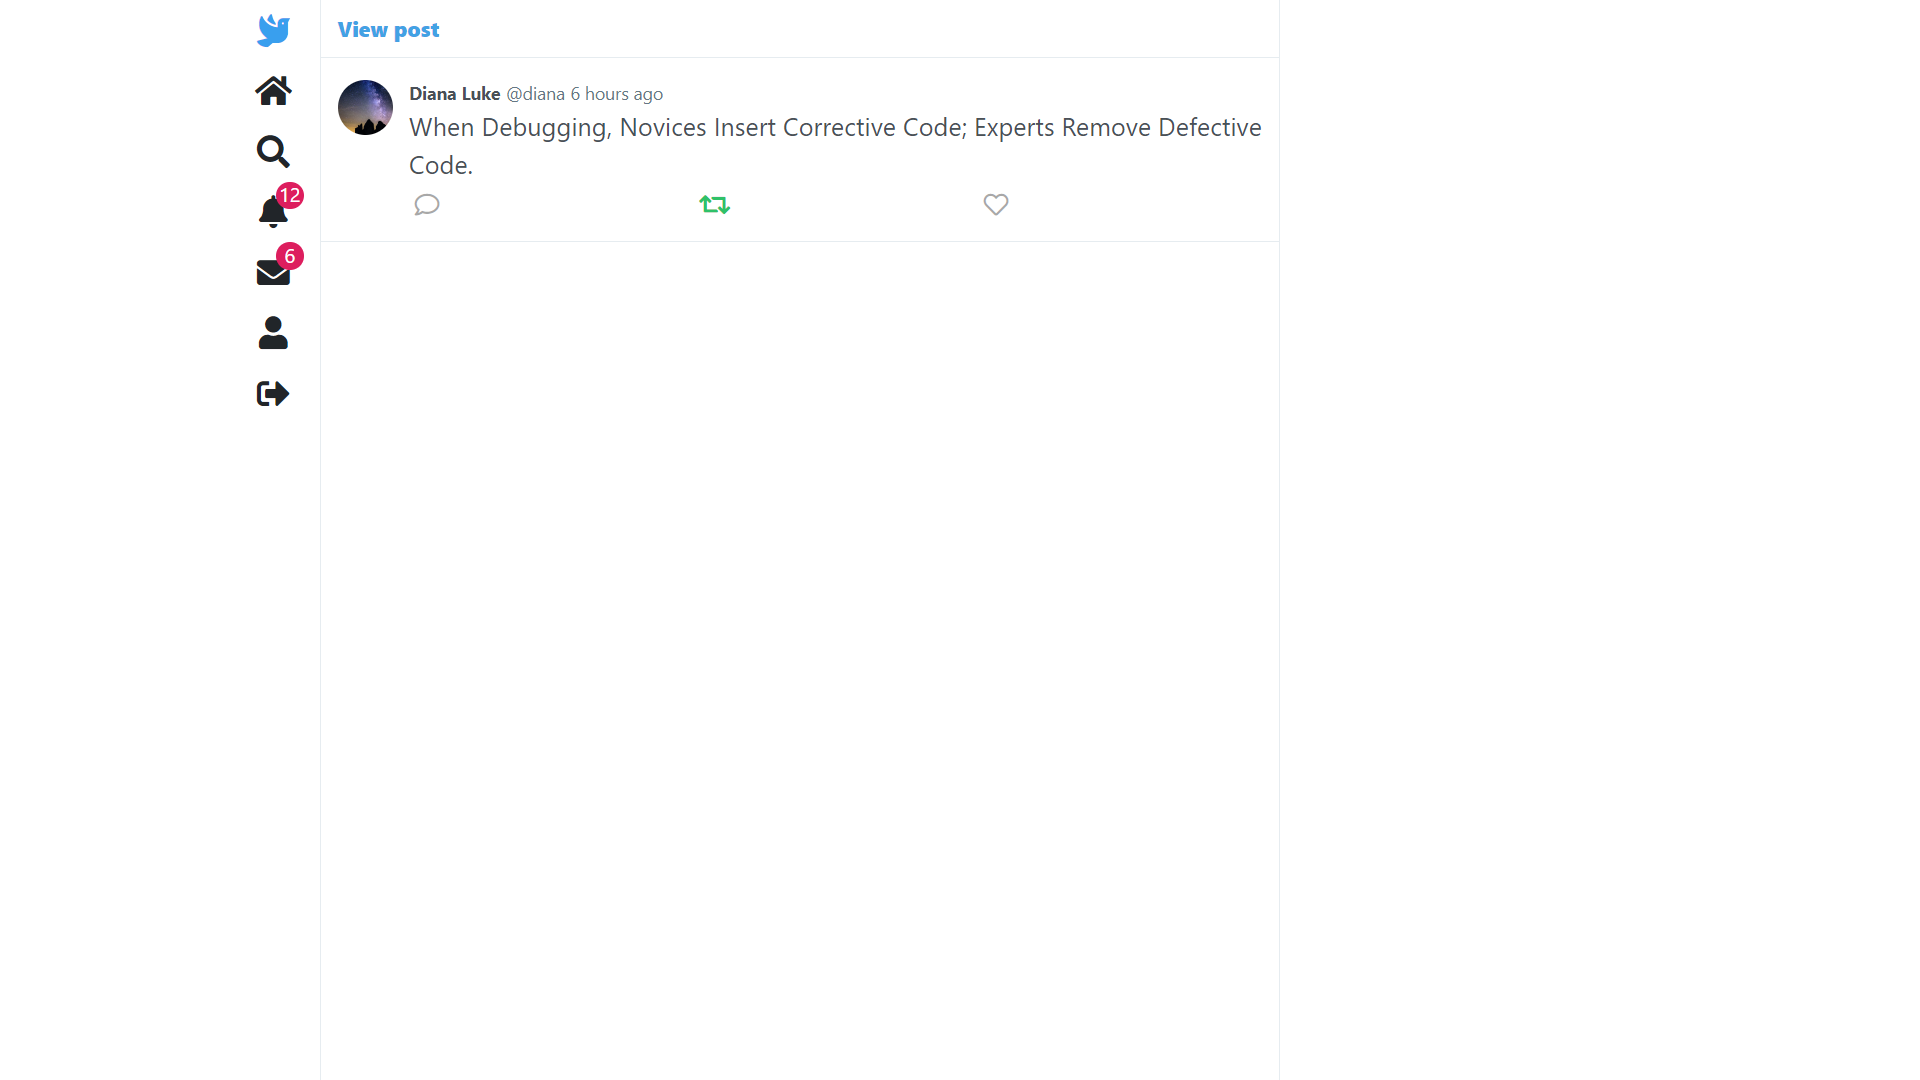 View post
Diana Luke @diana 6 hours ago
When Debugging, Novices Insert Corrective Code; Experts Remove Defective
Code.
12
6